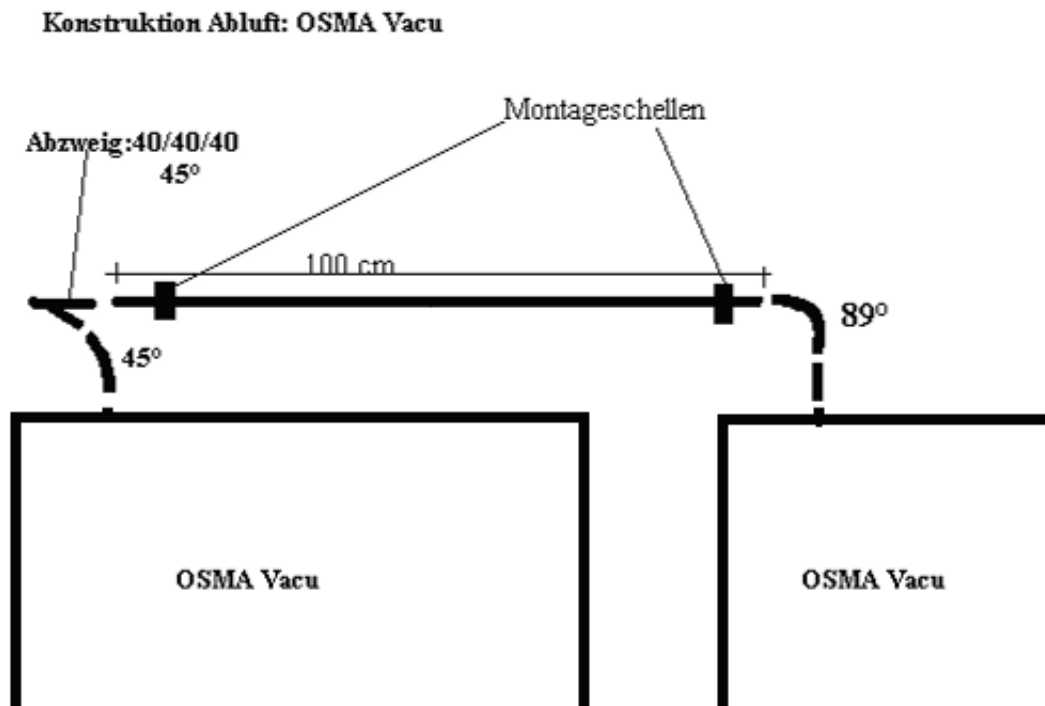 Konstruktion Abluft: OSMA Vacu
Montageschellen
Abzweig:40/40/40
45°
100 cm
89°
45°
OSMA Vacu
OSMA Vacu